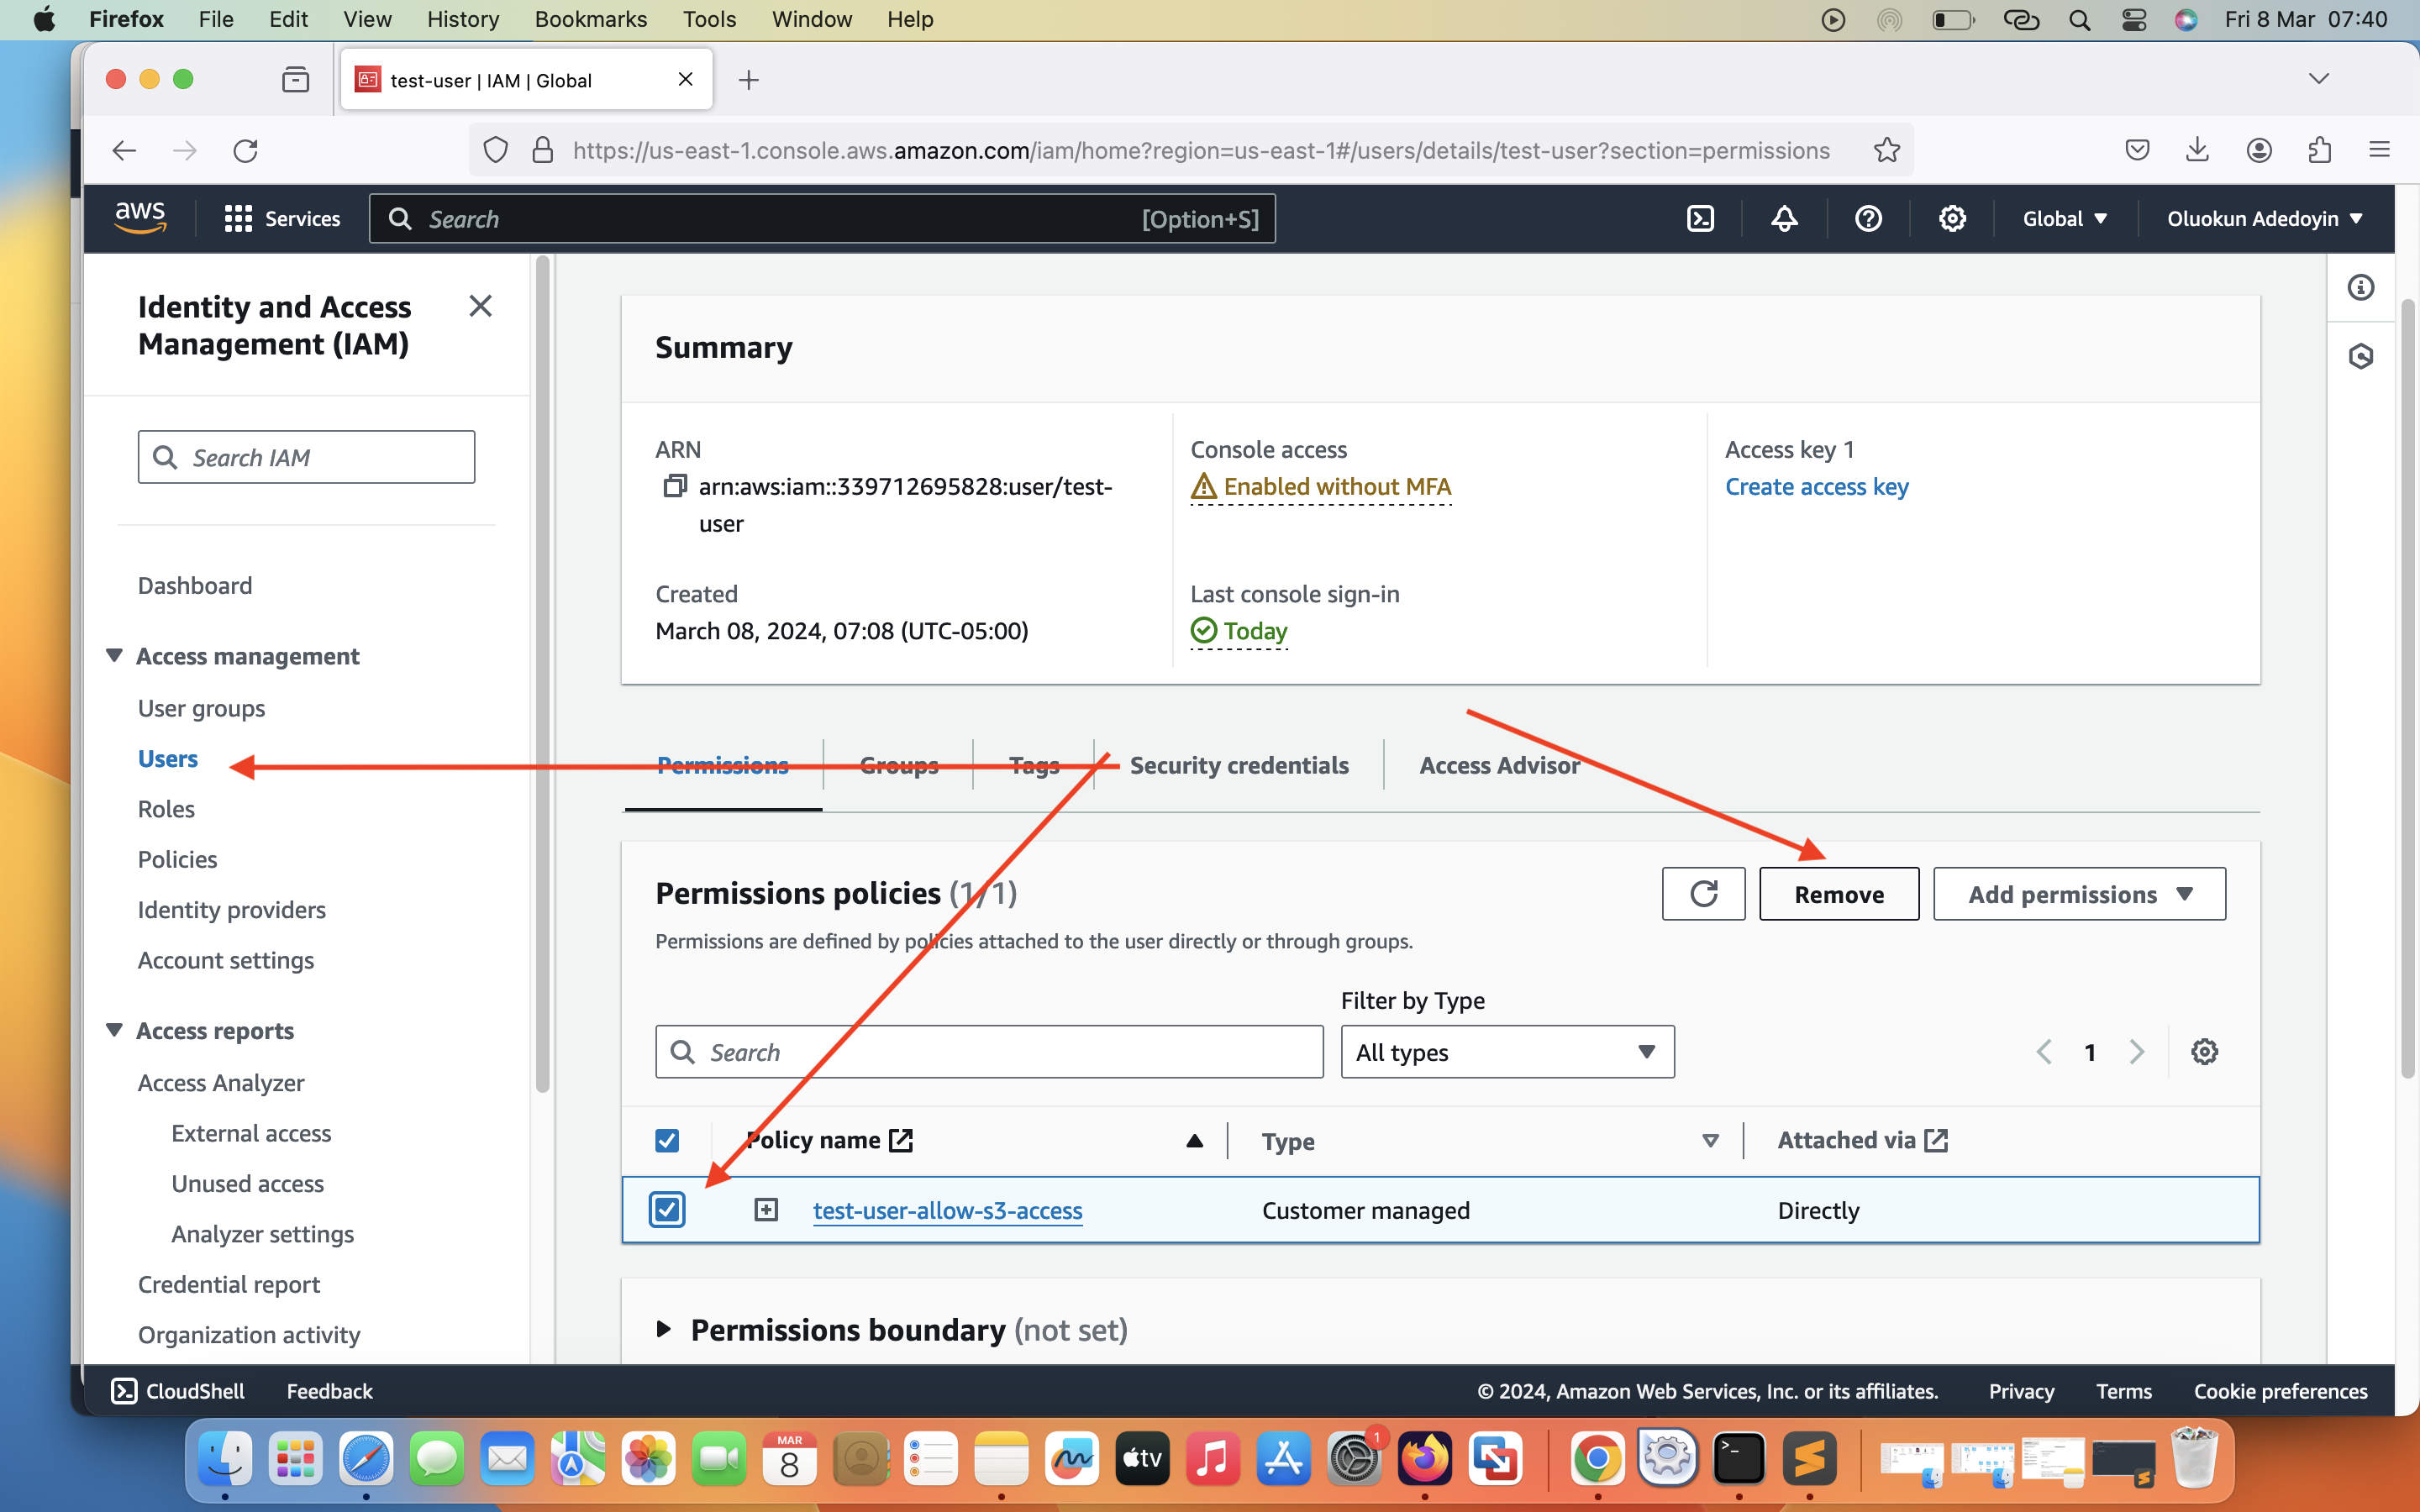 Firefox File Edit View History Bookmarks Tools Window Help Fri 8 Mar 07:40
test-user | IAM | Global
https://us-east-1.console.aws.amazon.com/iam/home?region=us-east-1#/users/details/test-user?section=permissions
aws Services Search [Option+S] Global Oluokun Adedoyin
Identity and Access
Management (IAM)
Search IAM
Dashboard
Access management
User groups
Users
Roles
Policies
Identity providers
Account settings
Access reports
Access Analyzer
External access
Unused access
Analyzer settings
Credential report
Organization activity
Summary
ARN
arn:aws:iam::339712695828:user/test-
user
Console access
Enabled without MFA
Access key 1
Create access key
Created
March 08, 2024, 07:08 (UTC-05:00)
Last console sign-in
Today
Permissions Groups Tags Security credentials Access Advisor
Permissions policies (1/1)
Remove Add permissions
Permissions are defined by policies attached to the user directly or through groups.
Filter by Type
Search All types 1
Policy name Type Attached via
test-user-allow-s3-access Customer managed Directly
Permissions boundary (not set)
CloudShell Feedback © 2024, Amazon Web Services, Inc. or its affiliates. Privacy Terms Cookie preferences
MAR
8
tv
1